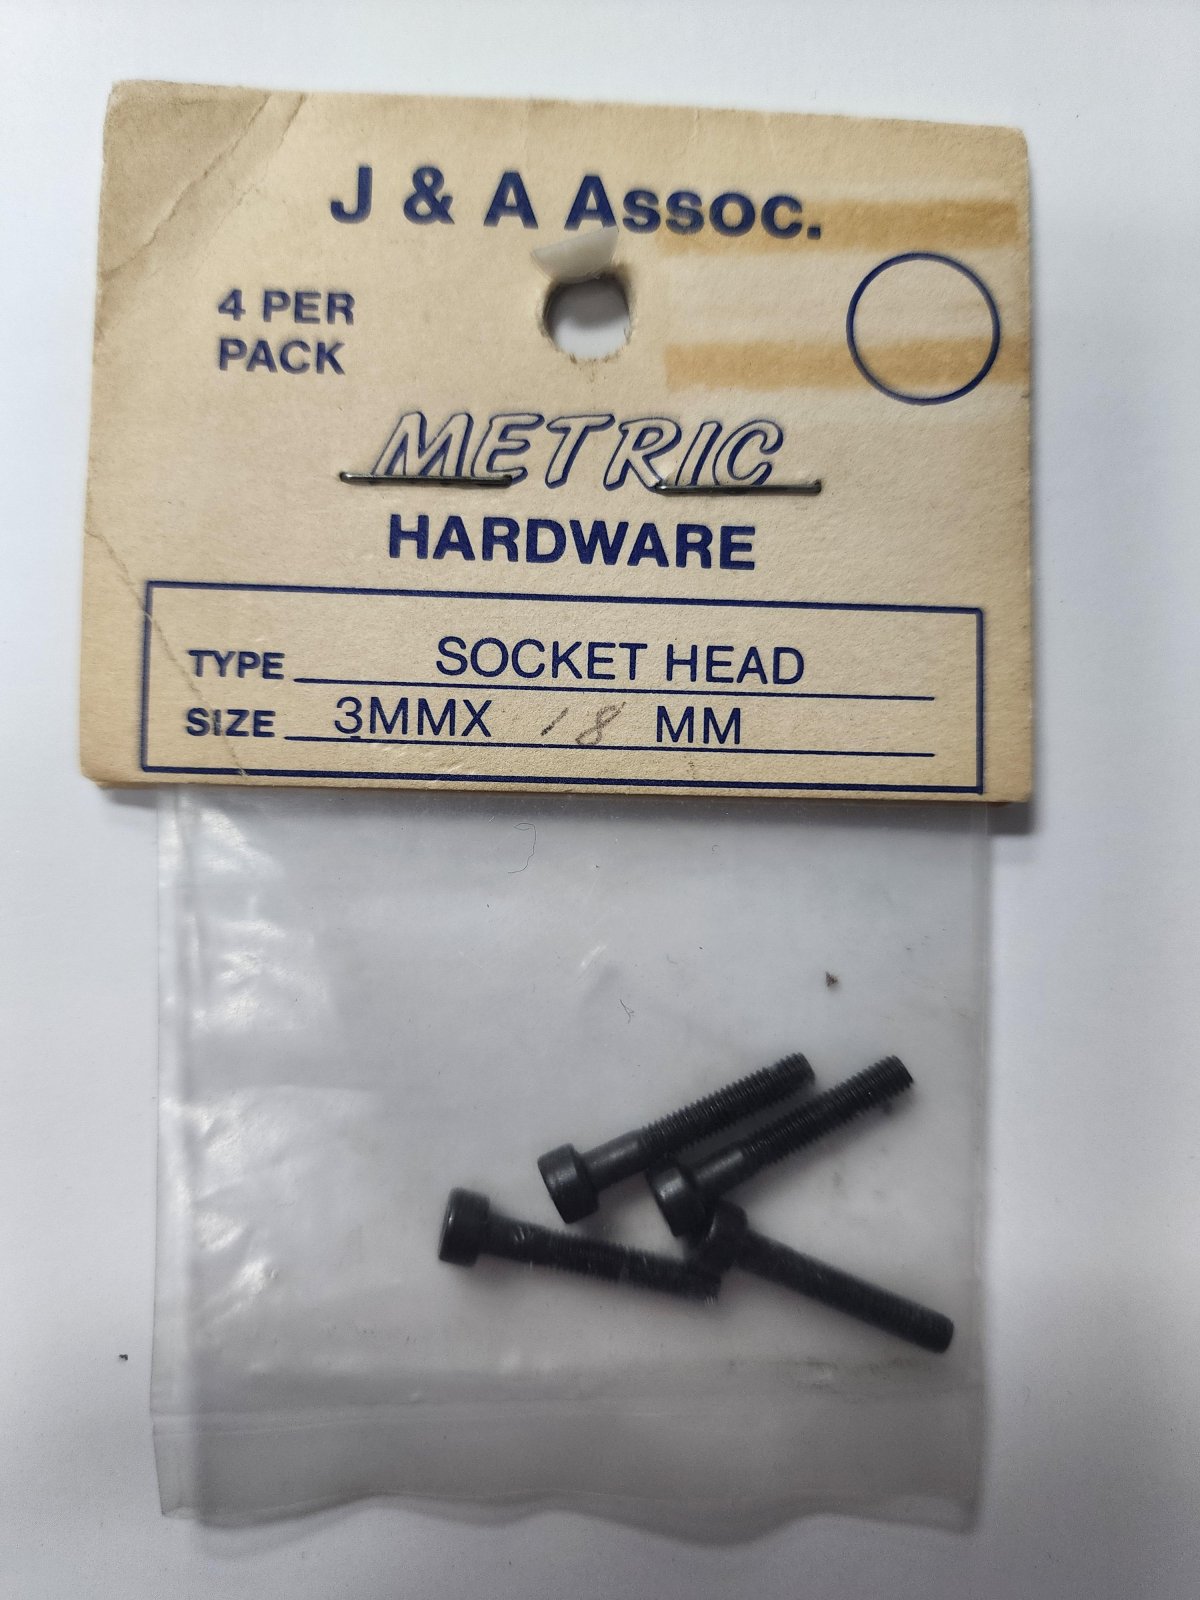 J & A Assoc.
4 PER
PACK
METRIC
HARDWARE
TYPE SOCKET HEAD
SIZE 3MMX 18 MM